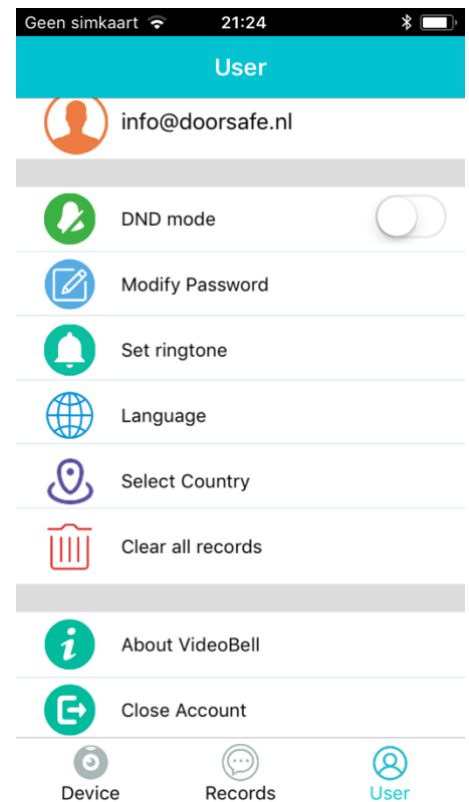 Geen simkaart 21:24
User
info@doorsafe.nl
DND mode
Modify Password
Set ringtone
Language
Select Country
Clear all records
About VideoBell
Close Account
Device Records User